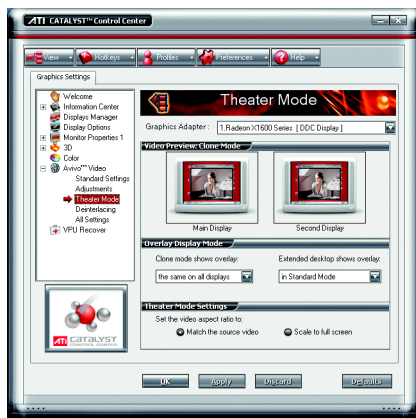 ATI CATALYST™ Control Center
View
Hotkeys
Profiles
Preferences
Help
Graphics Settings
Welcome
Information Center
Displays Manager
Display Options
Monitor Properties 1
3D
Color
Avivo™ Video
Standard Settings
Adjustments
Theater Mode
Deinterlacing
All Settings
VPU Recover
ATI CATALYST
CONTROL CENTER
Theater Mode
Graphics Adapter :
1.Radeon X1600 Series [ DDC Display ]
Video Preview: Clone Mode
Main Display
Second Display
Overlay Display Mode
Clone mode shows overlay:
Extended desktop shows overlay:
the same on all displays
in Standard Mode
Theater Mode Settings
Set the video aspect ratio to:
Match the source video
Scale to full screen
OK
Apply
Discard
Defaults